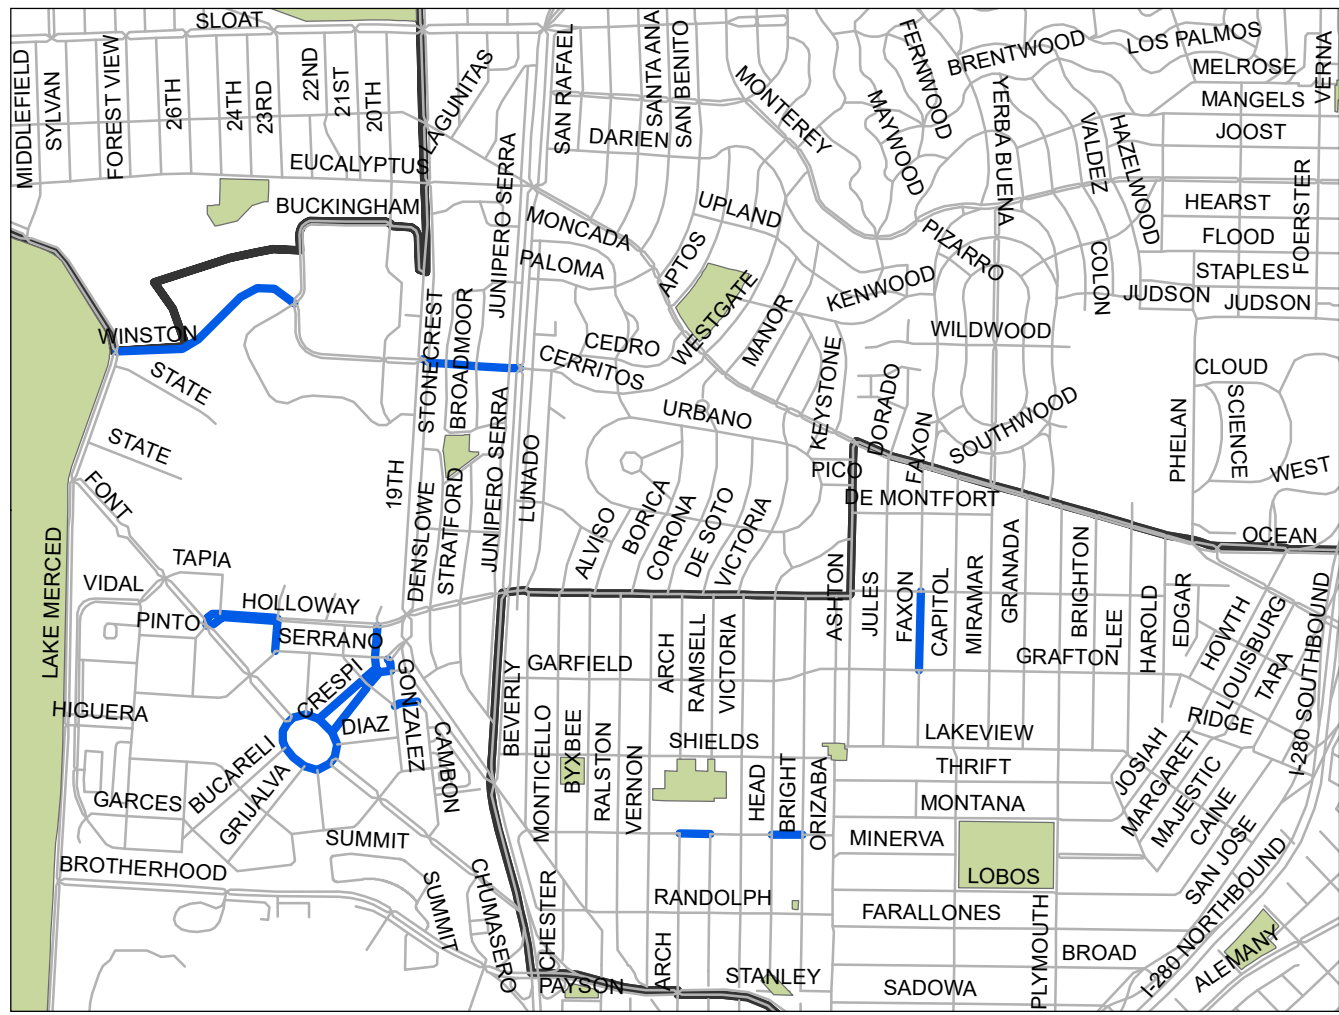 SLOAT
MIDDLEFIELD
SYLVAN
FOREST VIEW
26TH
24TH
23RD
22ND
21ST
20TH
LAGUNITAS
SAN RAFAEL
SANTA ANA
SAN BENITO
DARIEN
MONTEREY
FERNWOOD
MAYWOOD
BRENTWOOD
LOS PALMOS
MELROSE
VERNA
MANGELS
JOOST
YERBA BUENA
VALDEZ
HAZELWOOD
EUCALYPTUS
JUNIPERO SERRA
BUCKINGHAM
MONCADA
UPLAND
HEARST
FLOOD
FOERSTER
PIZARRO
PALOMA
APTOS
COLON
STAPLES
JUDSON
JUDSON
KENWOOD
WESTGATE
MANOR
WINSTON
STONECREST
BROADMOOR
CEDRO
CERRITOS
WILDWOOD
KEYSTONE
CLOUD
STATE
DORADO
SCIENCE
PHELAN
URBANO
SOUTHWOOD
FAXON
JUNIPERO SERRA
STATE
LUNADO
PICO
WEST
FONT
19TH
DENSLOWE
STRATFORD
DE MONTFORT
ALVISO
BORICA
CORONA
DE SOTO
VICTORIA
OCEAN
LAKE MERCED
TAPIA
VIDAL
ASHTON
JULES
FAXON
CAPITOL
MIRAMAR
GRANADA
BRIGHTON
LEE
HAROLD
EDGAR
HOWTH
LOUISBURG
TARA
I-280 SOUTHBOUND
HOLLOWAY
PINTO
SERRANO
GARFIELD
ARCH
RAMSELL
VICTORIA
GRAFTON
CRESPI
GONZALEZ
BEVERLY
HIGUERA
DIAZ
CAMBON
MONTICELLO
BYXBEE
RALSTON
VERNON
SHIELDS
LAKEVIEW
RIDGE
BUCARELI
GRIJALVA
HEAD
BRIGHT
ORIZABA
THRIFT
JOSIAH
MARGARET
MAJESTIC
CAINE
SAN JOSE
GARCES
MONTANA
SUMMIT
MINERVA
BROTHERHOOD
LOBOS
I-280 NORTHBOUND
SUMMIT
CHUMASERO
CHESTER
RANDOLPH
FARALLONES
PLYMOUTH
BROAD
ALEMANY
ARCH
STANLEY
PAYSON
SADOWA